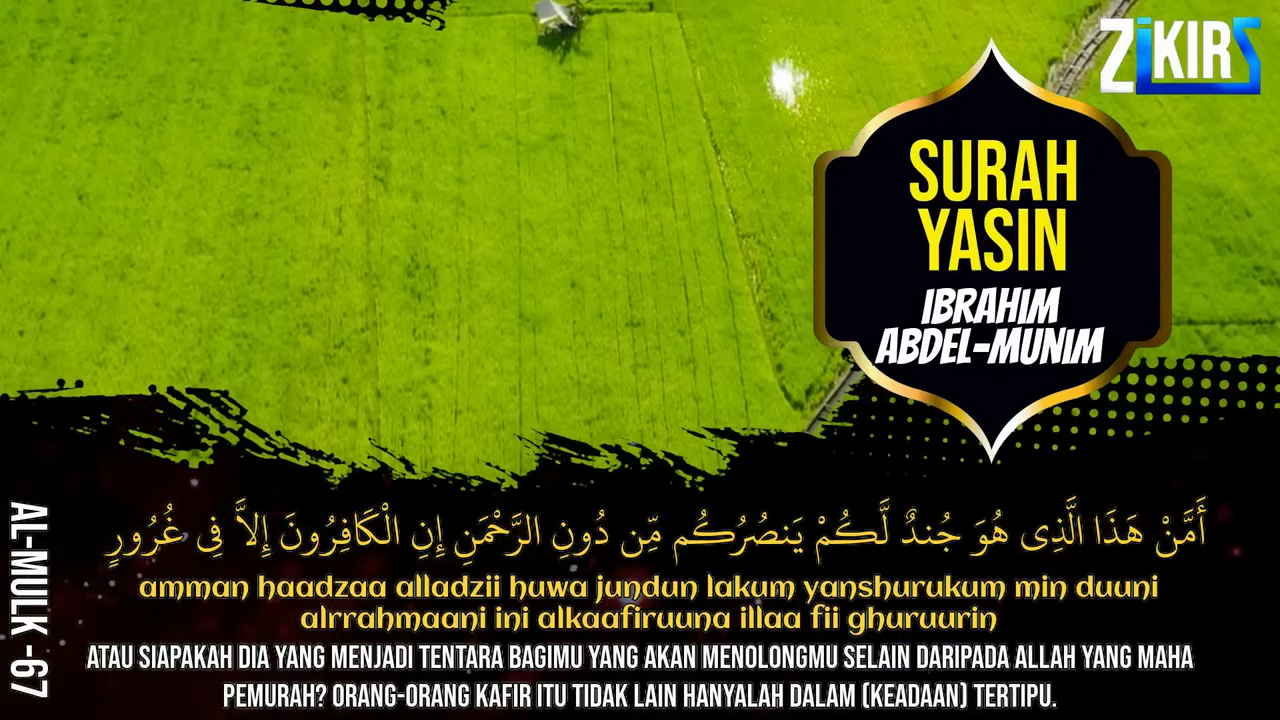 ZIKIRS
SURAH
YASIN
IBRAHIM
ABDEL-MUNIM
AL-MULK -67
أَمَّنْ هَذَا الَّذِى هُوَ جُندٌ لَّكُمْ يَنصُرُكُم مِّن دُونِ الرَّحْمَنِ إِنِ الْكَافِرُونَ إِلاَّ فِى غُرُورٍ
amman haadzaa alladzii huwa jundun lakum yanshurukum min duuni
alrrahmaani ini alkaafiruuna illaa fii ghuruurin
ATAU SIAPAKAH DIA YANG MENJADI TENTARA BAGIMU YANG AKAN MENOLONGMU SELAIN DARIPADA ALLAH YANG MAHA
PEMURAH? ORANG-ORANG KAFIR ITU TIDAK LAIN HANYALAH DALAM (KEADAAN) TERTIPU.